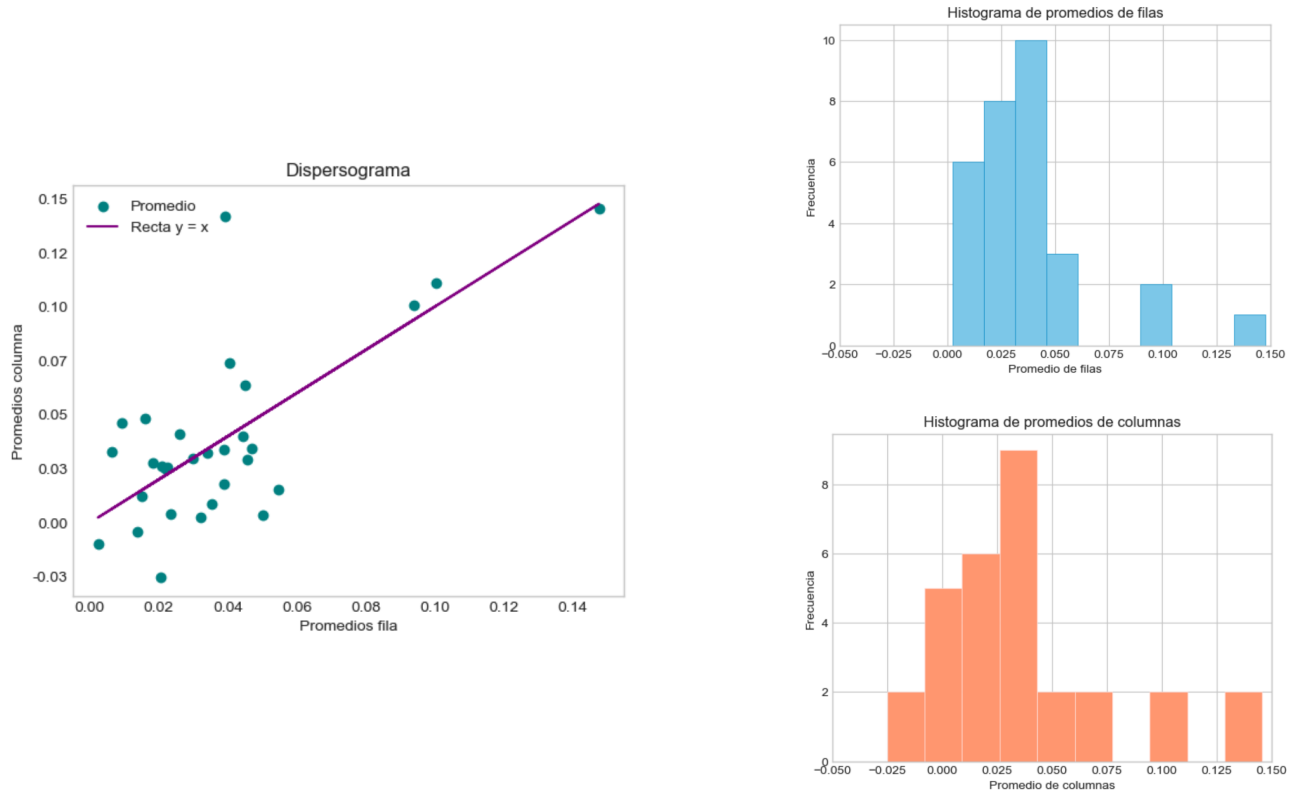 Dispersograma
Promedio
Recta y = x
Promedios columna
0.15
0.12
0.10
0.07
0.05
0.03
0.00
-0.03
0.00 0.02 0.04 0.06 0.08 0.10 0.12 0.14
Promedios fila
Histograma de promedios de filas
Frecuencia
10
8
6
4
2
0
−0.050 −0.025 0.000 0.025 0.050 0.075 0.100 0.125 0.150
Promedio de filas
Histograma de promedios de columnas
Frecuencia
8
6
4
2
0
−0.050 −0.025 0.000 0.025 0.050 0.075 0.100 0.125 0.150
Promedio de columnas